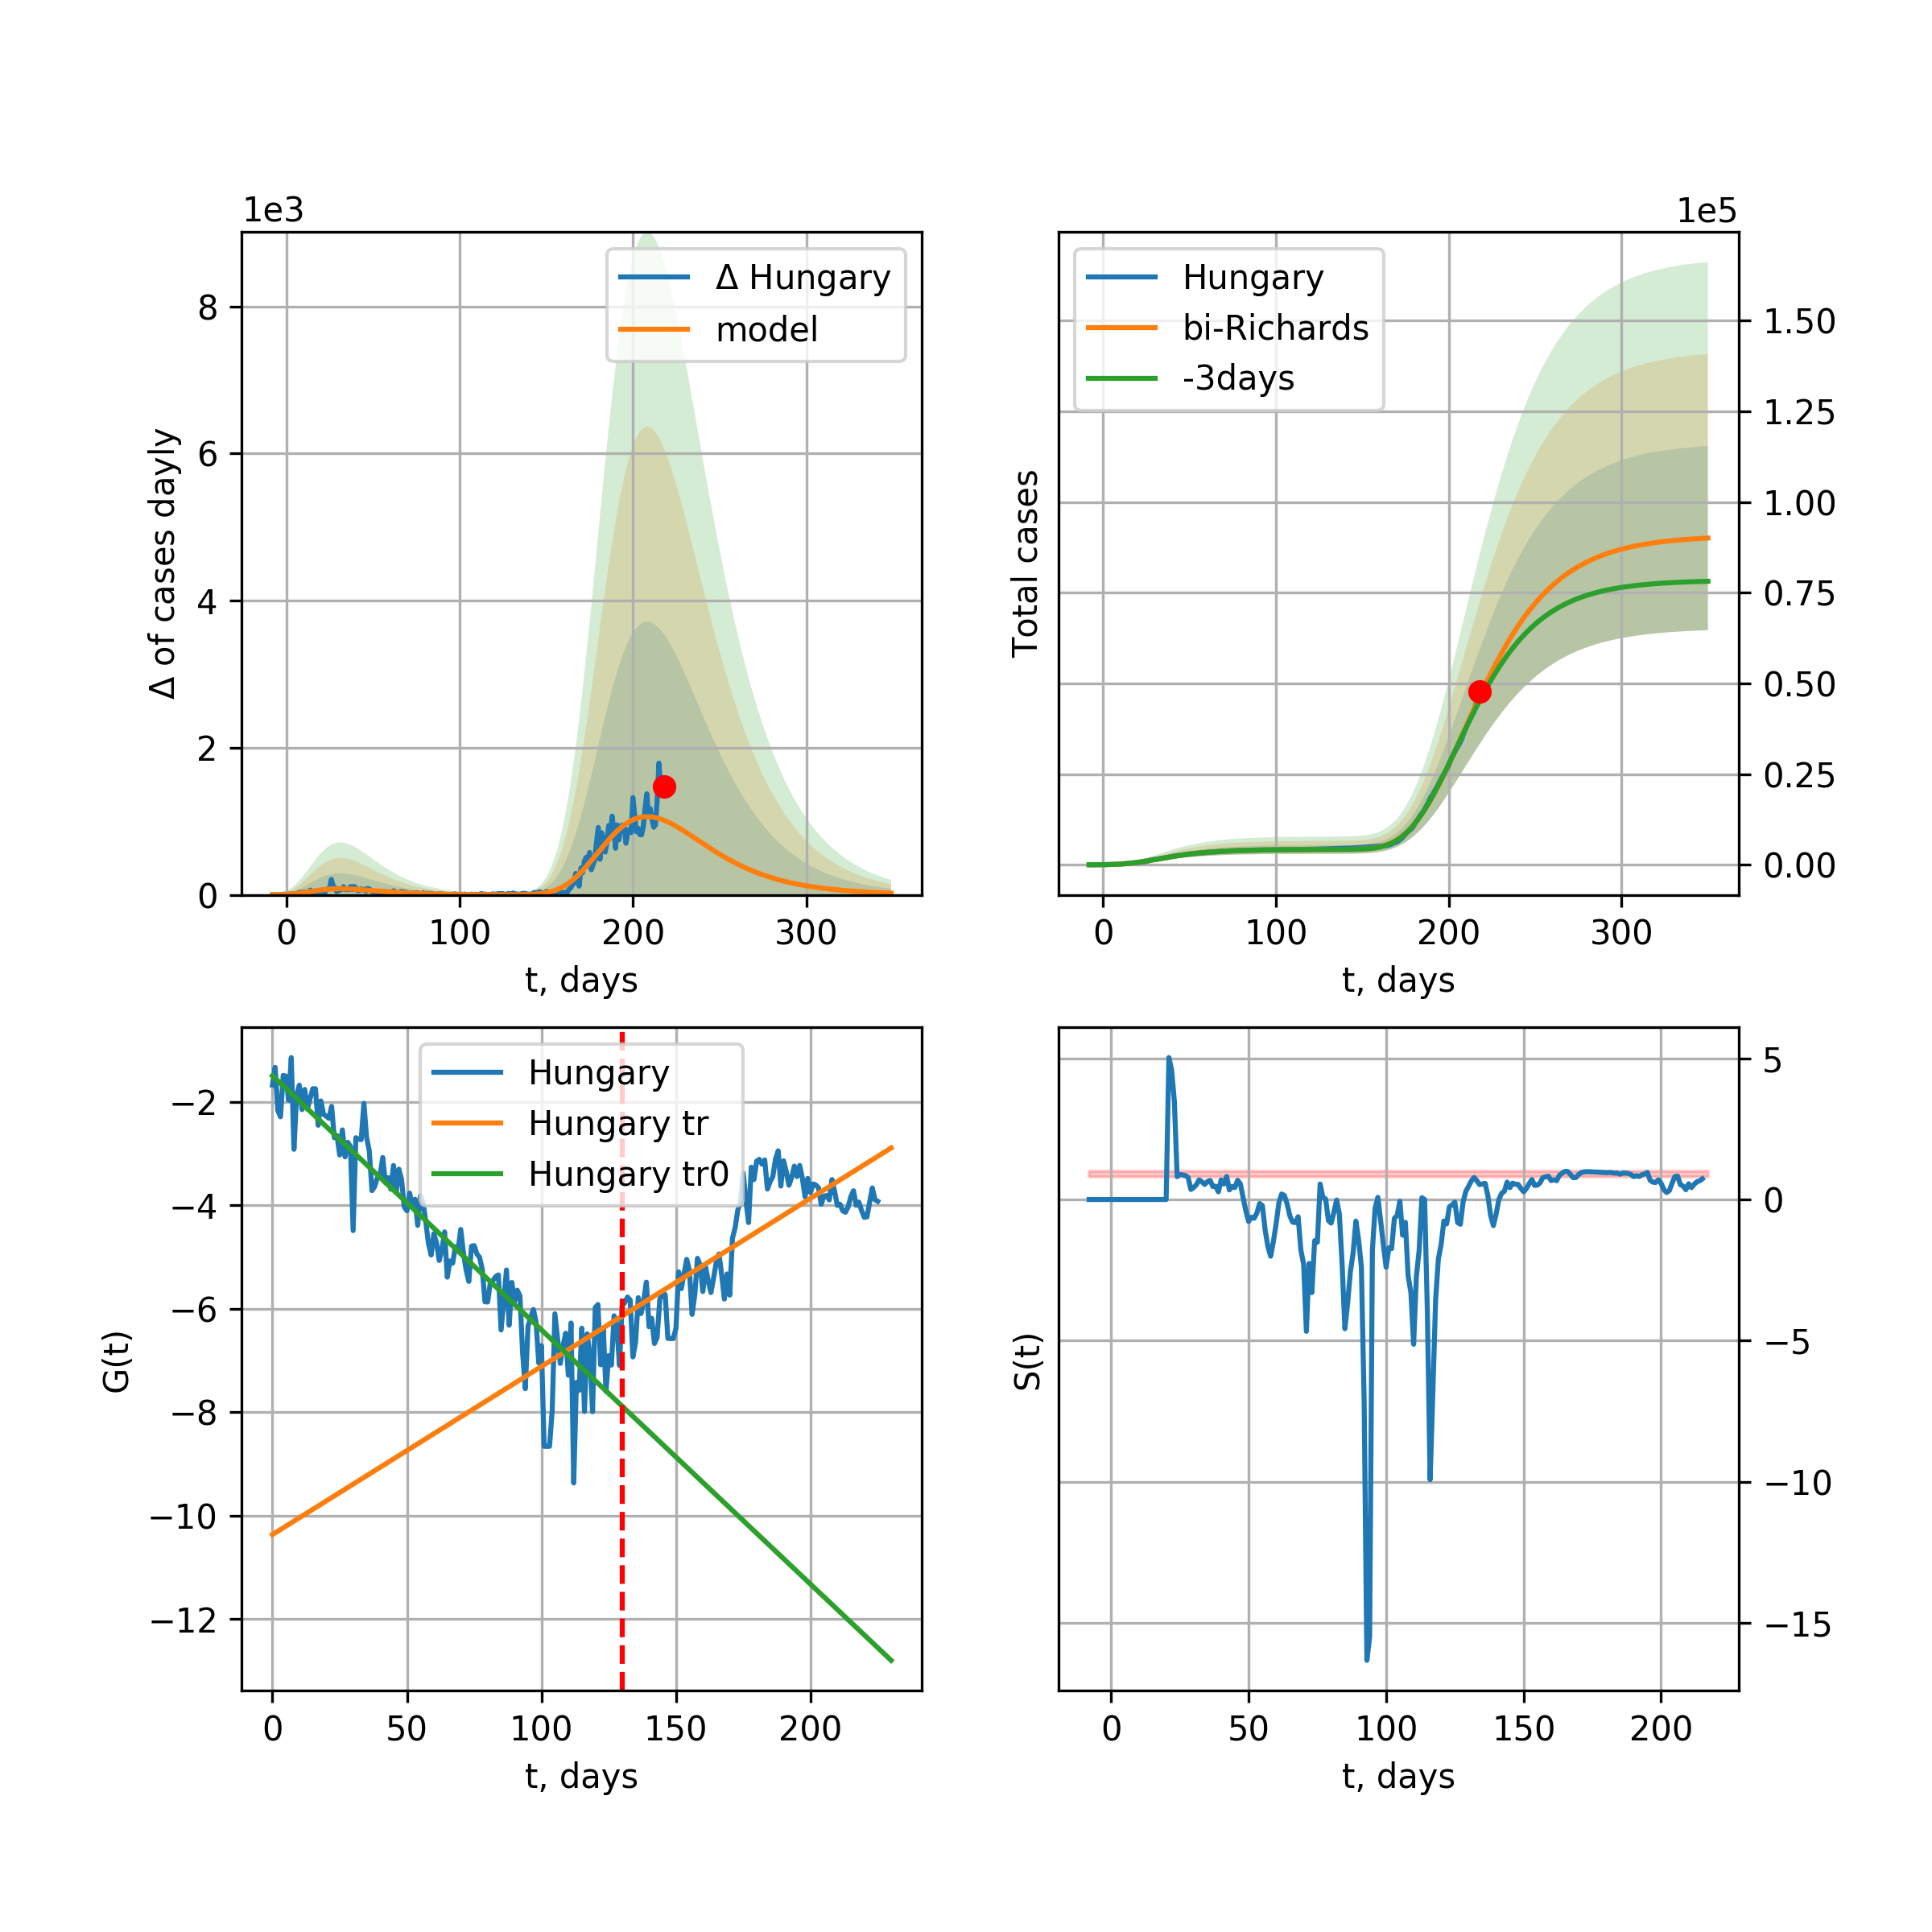 1e3
Δ of cases dayly
8
6
4
2
0
0 100 200 300
t, days
Δ Hungary
model
1e5
Total cases
1.50
1.25
1.00
0.75
0.50
0.25
0.00
0 100 200 300
t, days
Hungary
bi-Richards
-3days
G(t)
−2
−4
−6
−8
−10
−12
0 50 100 150 200
t, days
Hungary
Hungary tr
Hungary tr0
S(t)
5
0
−5
−10
−15
0 50 100 150 200
t, days